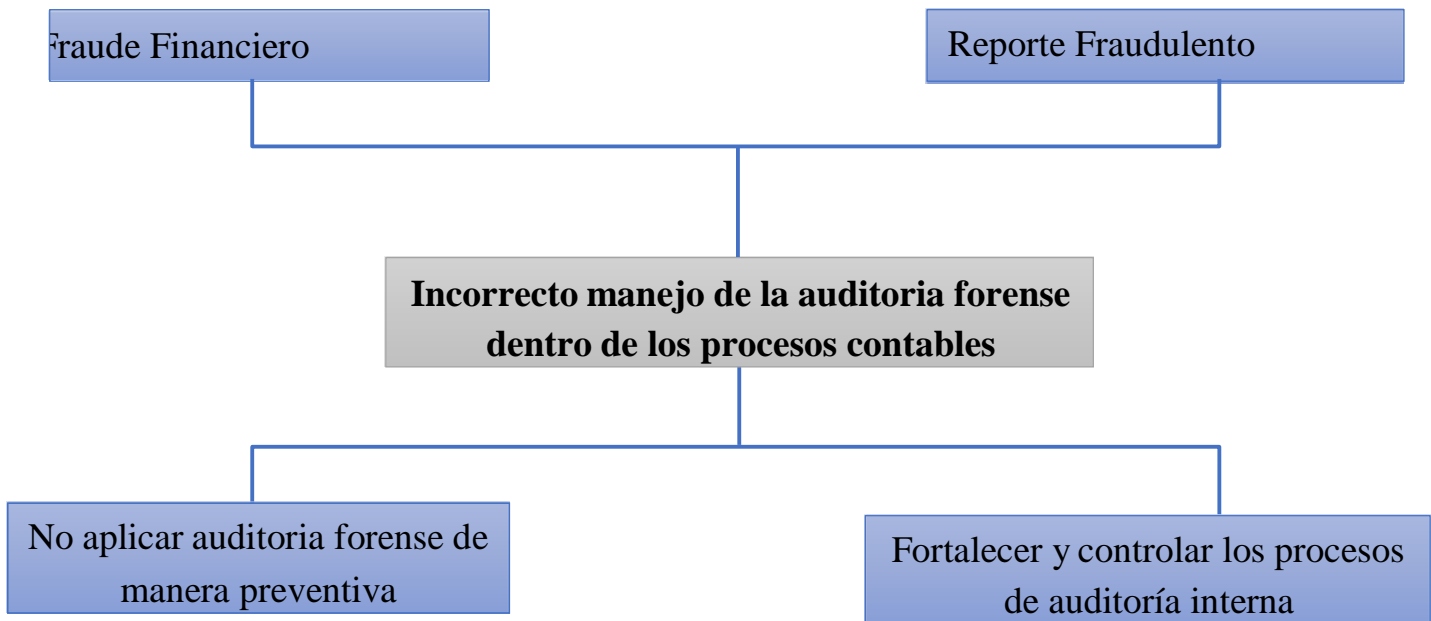 Fraude Financiero
Reporte Fraudulento
Incorrecto manejo de la auditoria forense
dentro de los procesos contables
No aplicar auditoria forense de
manera preventiva
Fortalecer y controlar los procesos
de auditoría interna